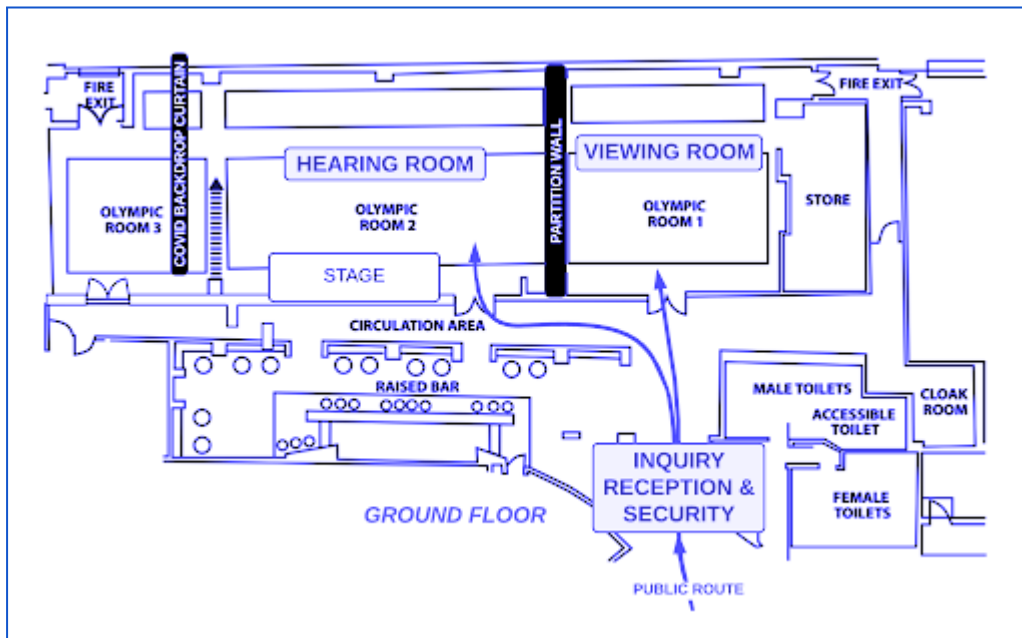 FIRE
EXIT
COVID BACKDROP CURTAIN
PARTITION WALL
FIRE EXIT
HEARING ROOM
VIEWING ROOM
OLYMPIC
ROOM 3
OLYMPIC
ROOM 2
OLYMPIC
ROOM 1
STORE
STAGE
CIRCULATION AREA
RAISED BAR
MALE TOILETS
ACCESSIBLE
TOILET
CLOAK
ROOM
INQUIRY
RECEPTION &
SECURITY
FEMALE
TOILETS
GROUND FLOOR
PUBLIC ROUTE